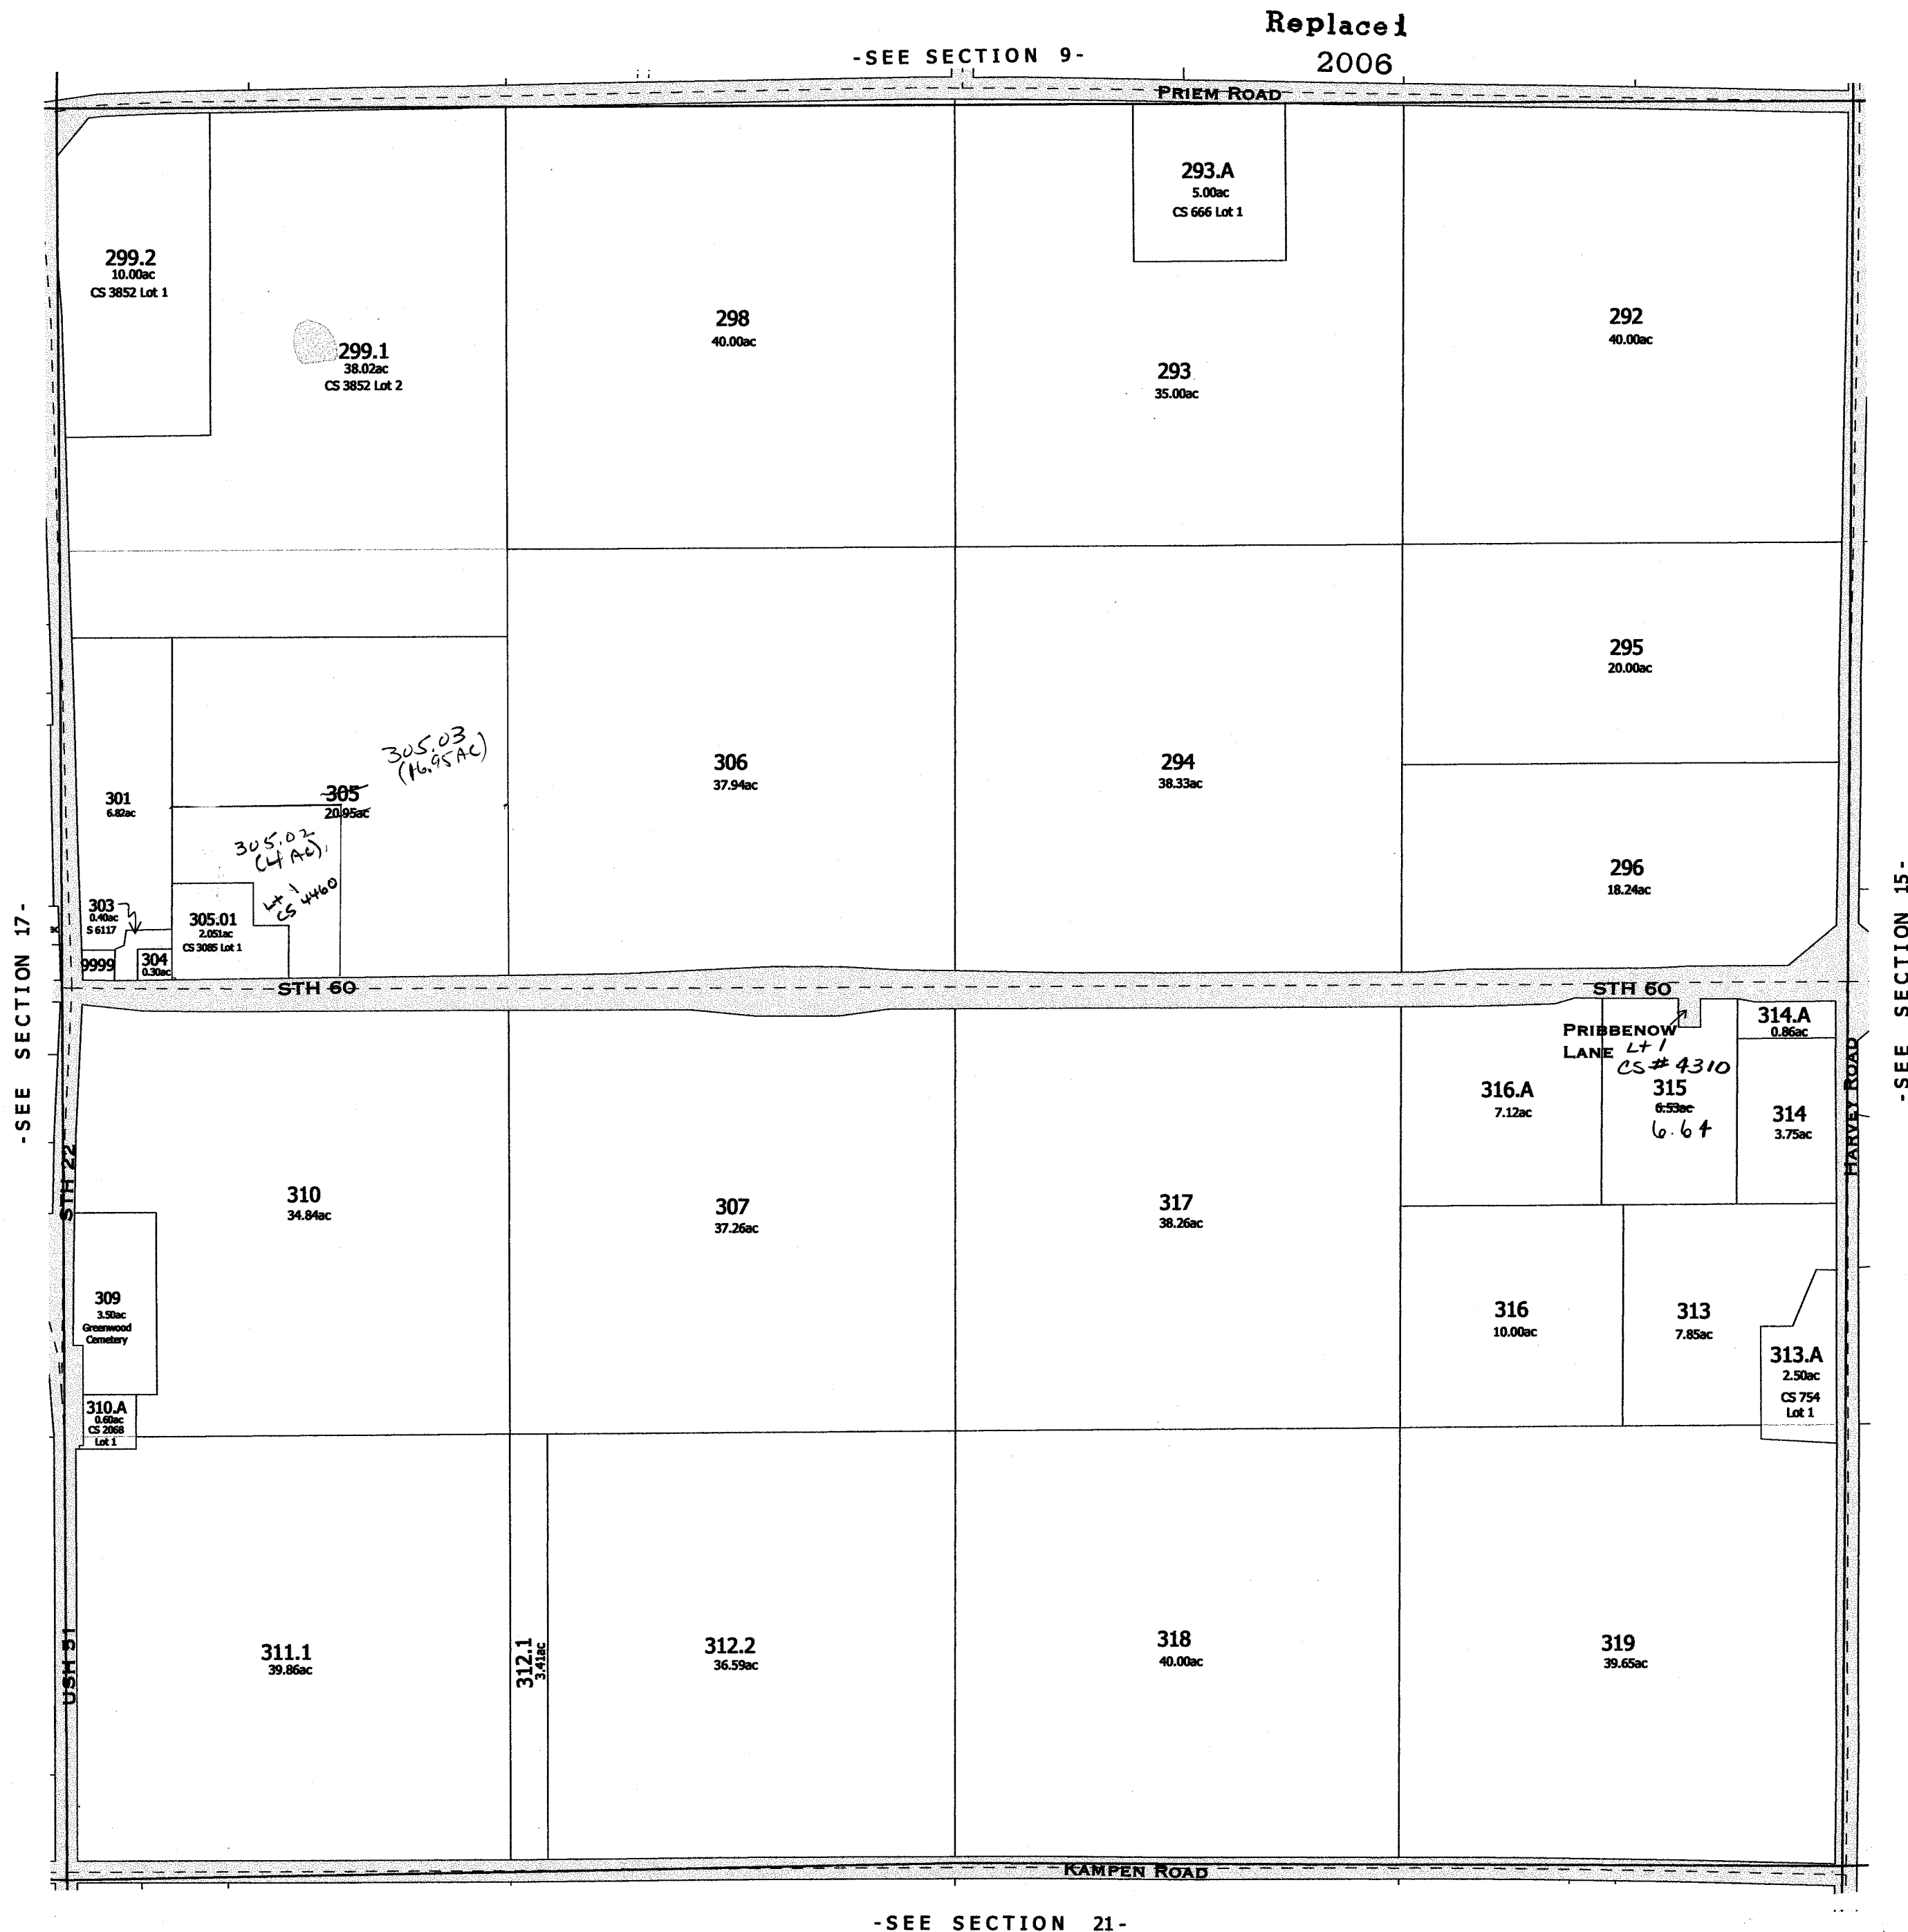 Replaced
2006
-SEE SECTION 9-
PRIEM ROAD
293.A
5.00ac
CS 666 Lot 1
299.2
10.00ac
CS 3852 Lot 1
299.1
38.02ac
CS 3852 Lot 2
298
40.00ac
293
35.00ac
292
40.00ac
295
20.00ac
305.03
(16.95 AC)
301
6.82ac
305
20.95ac
306
37.94ac
294
38.33ac
305.02
(4 Ac)
Lt 1
CS 4460
296
18.24ac
303
0.40ac
S 6117
305.01
2.051ac
CS 3085 Lot 1
9999
304
0.30ac
-SEE SECTION 17-
-SEE SECTION 15-
STH 60
STH 60
PRIBBENOW
LANE
Lt 1
CS # 4310
314.A
0.86ac
316.A
7.12ac
315
6.53ac
6.64
314
3.75ac
HARVEY ROAD
STH 22
310
34.84ac
307
37.26ac
317
38.26ac
309
3.50ac
Greenwood
Cemetery
316
10.00ac
313
7.85ac
313.A
2.50ac
CS 754
Lot 1
310.A
0.60ac
CS 2068
Lot 1
USH 51
311.1
39.86ac
312.1
3.41ac
312.2
36.59ac
318
40.00ac
319
39.65ac
KAMPEN ROAD
-SEE SECTION 21-